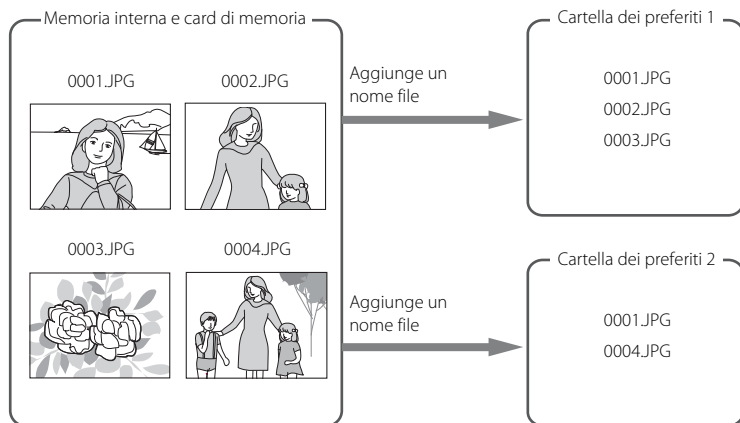 Memoria interna e card di memoria
0001.JPG
0002.JPG
0003.JPG
0004.JPG
Aggiunge un
nome file
Cartella dei preferiti 1
0001.JPG
0002.JPG
0003.JPG
Aggiunge un
nome file
Cartella dei preferiti 2
0001.JPG
0004.JPG